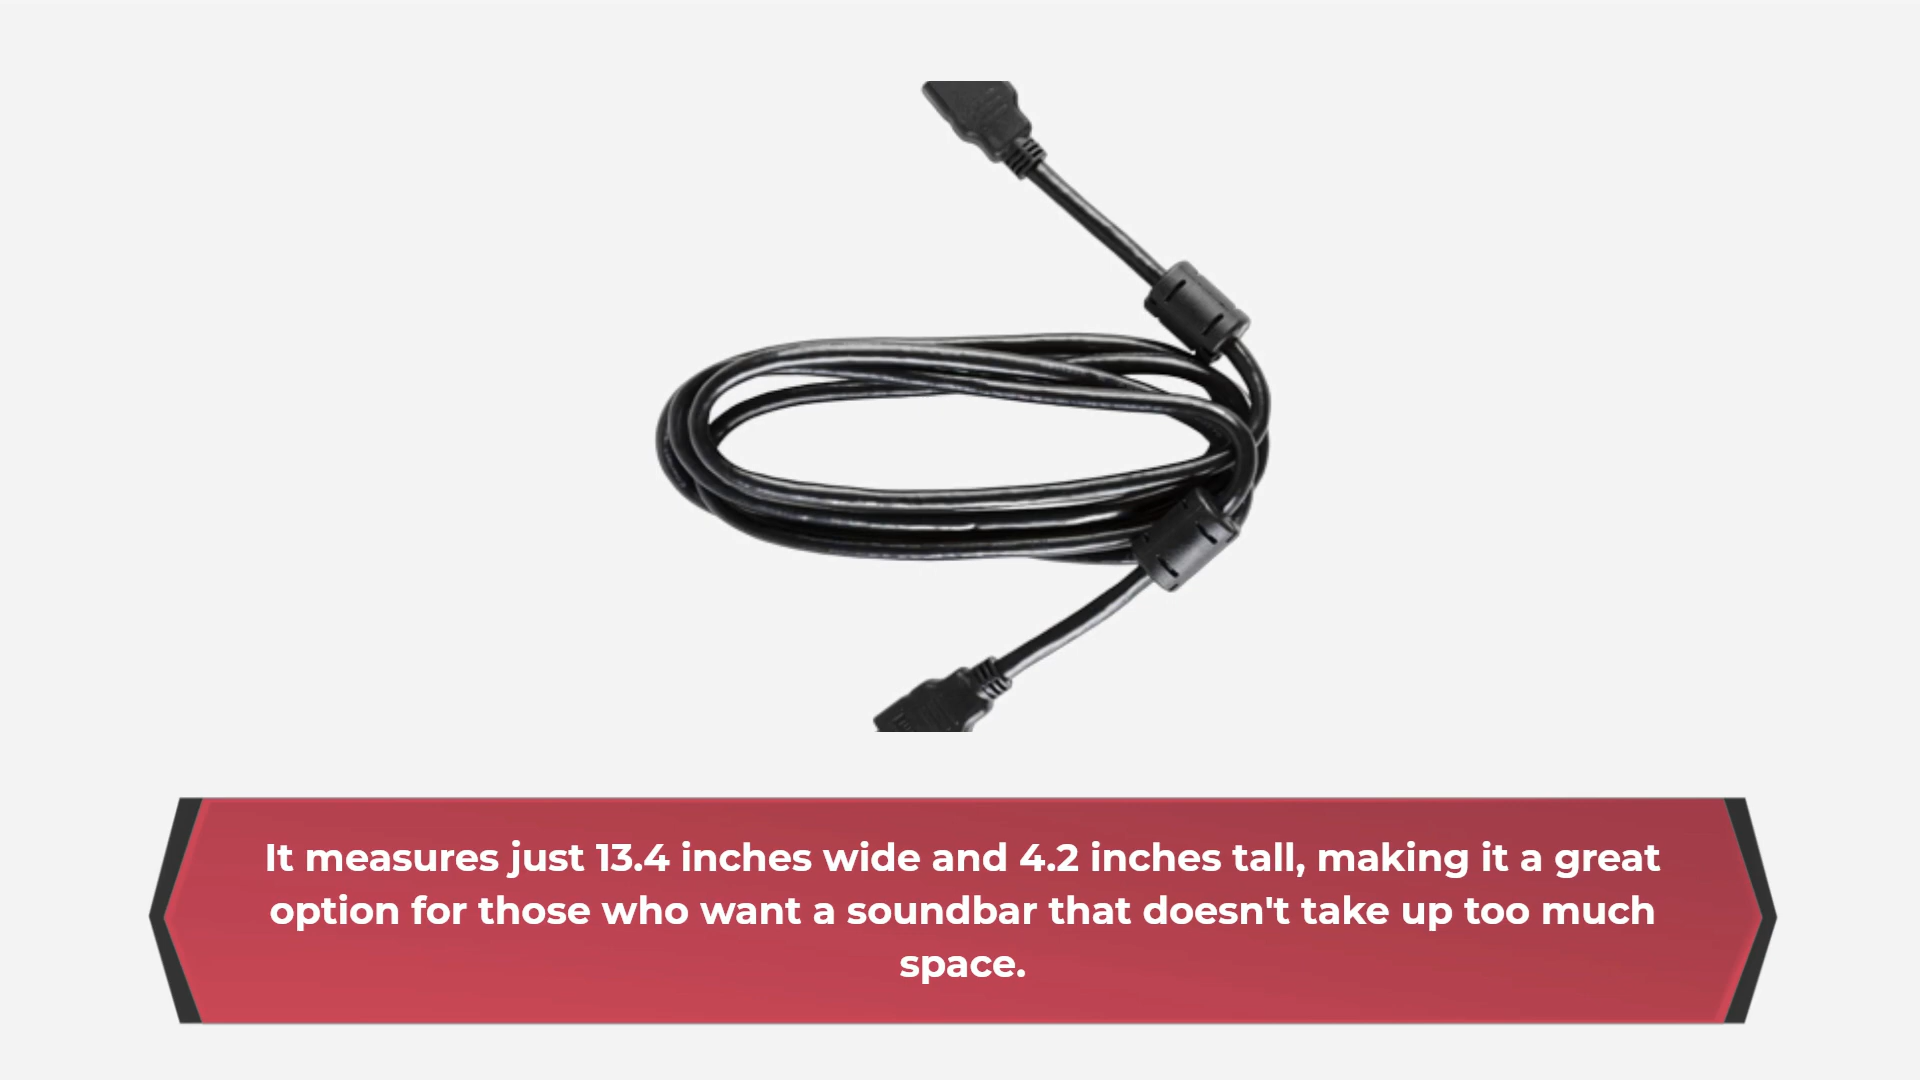 It measures just 13.4 inches wide and 4.2 inches tall, making it a great
option for those who want a soundbar that doesn't take up too much
space.